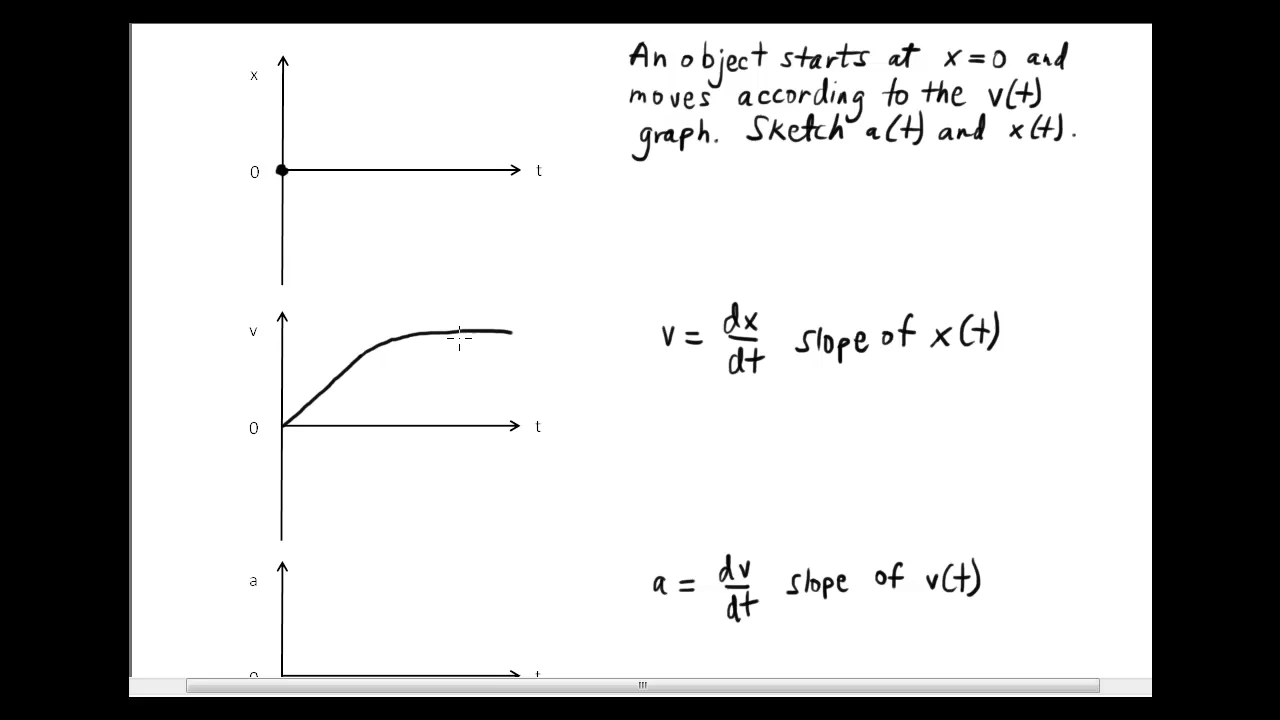 An object starts at x = 0 and
moves according to the v(t)
graph. Sketch a(t) and x(t).
x
0
t
v
0
t
v = dx/dt slope of x(t)
a
a = dv/dt slope of v(t)
0
t